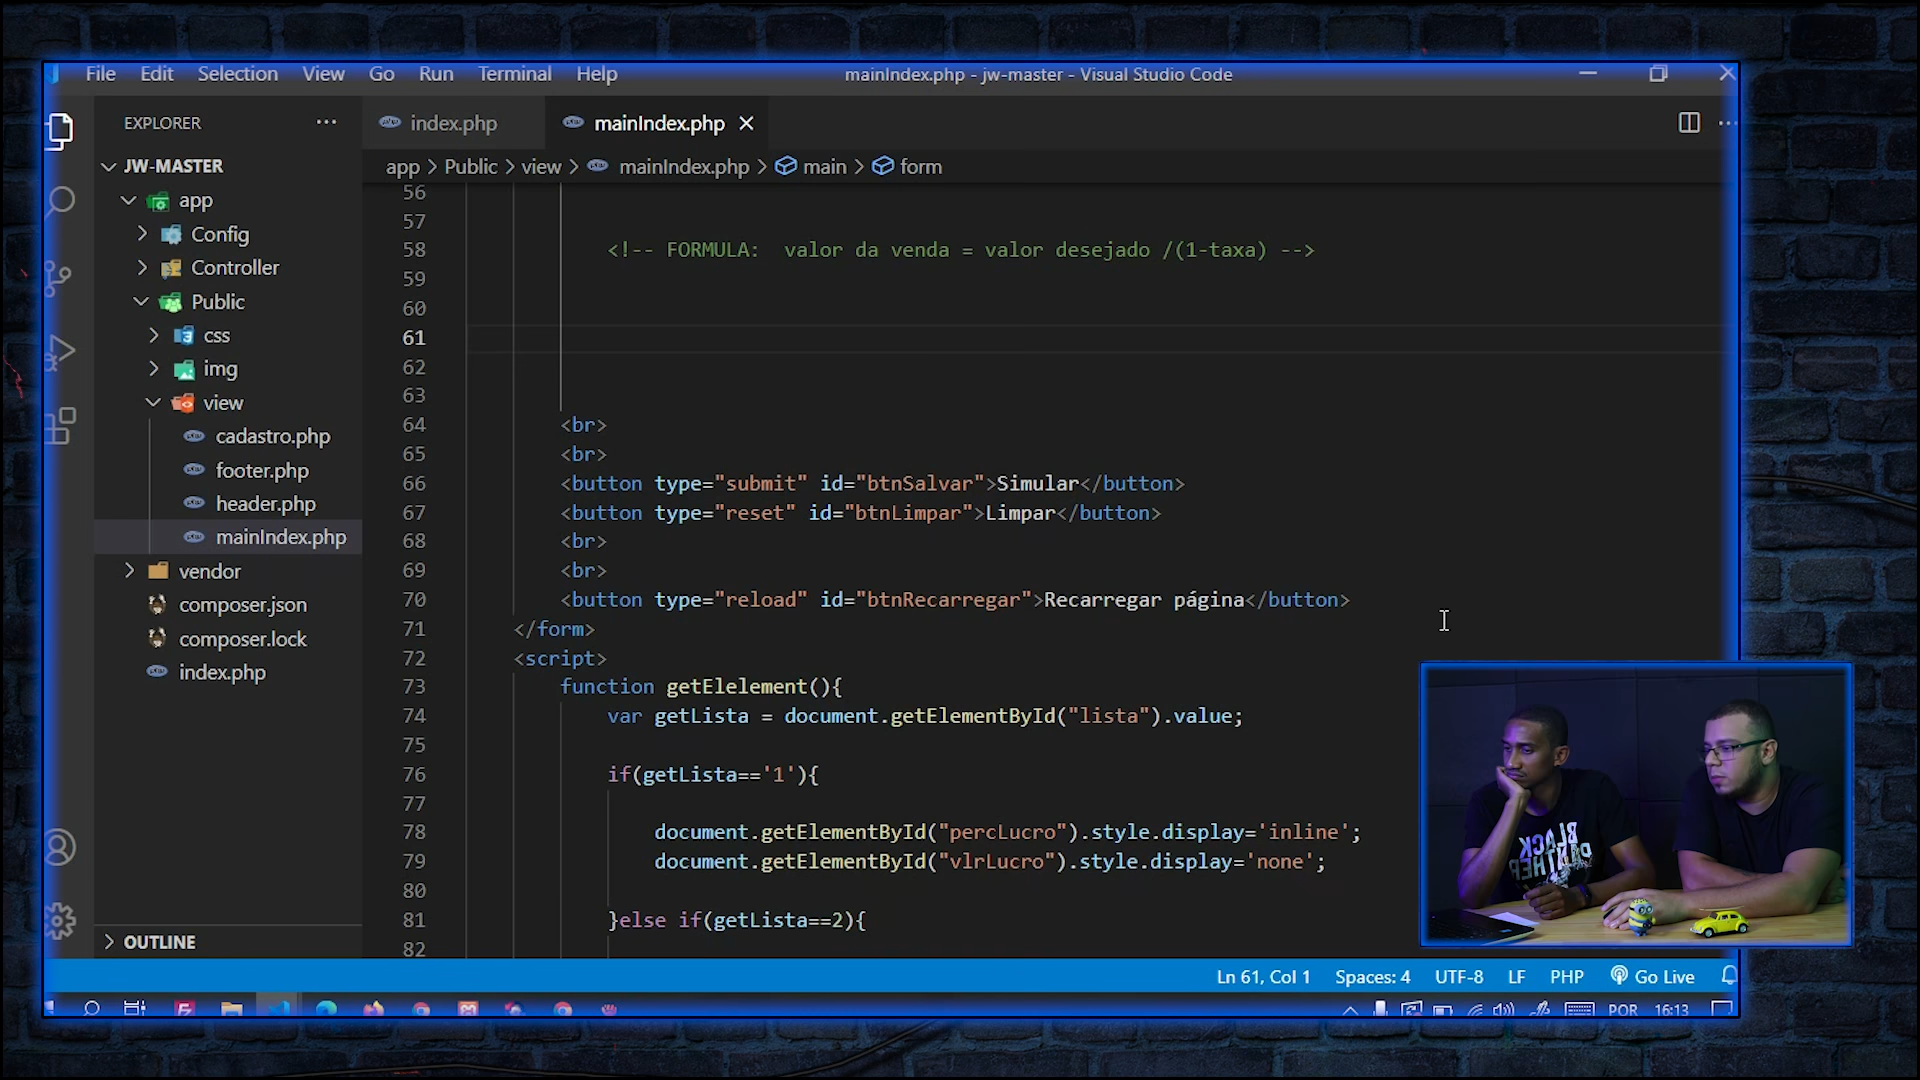 File Edit Selection View Go Run Terminal Help
mainIndex.php - jw-master - Visual Studio Code
EXPLORER
JW-MASTER
app
Config
Controller
Public
css
img
view
cadastro.php
footer.php
header.php
mainIndex.php
vendor
composer.json
composer.lock
index.php
OUTLINE
index.php
mainIndex.php
app > Public > view > mainIndex.php > main > form
56
57
58 <!-- FORMULA:  valor da venda = valor desejado /(1-taxa) -->
59
60
61
62
63
64 <br>
65 <br>
66 <button type="submit" id="btnSalvar">Simular</button>
67 <button type="reset" id="btnLimpar">Limpar</button>
68 <br>
69 <br>
70 <button type="reload" id="btnRecarregar">Recarregar página</button>
71 </form>
72 <script>
73 function getElelement(){
74 var getLista = document.getElementById("lista").value;
75
76 if(getLista=='1'){
77
78 document.getElementById("percLucro").style.display='inline';
79 document.getElementById("vlrLucro").style.display='none';
80
81 }else if(getLista==2){
82
BLACK
PANTHER
Ln 61, Col 1 Spaces: 4 UTF-8 LF PHP Go Live
POR 16:13